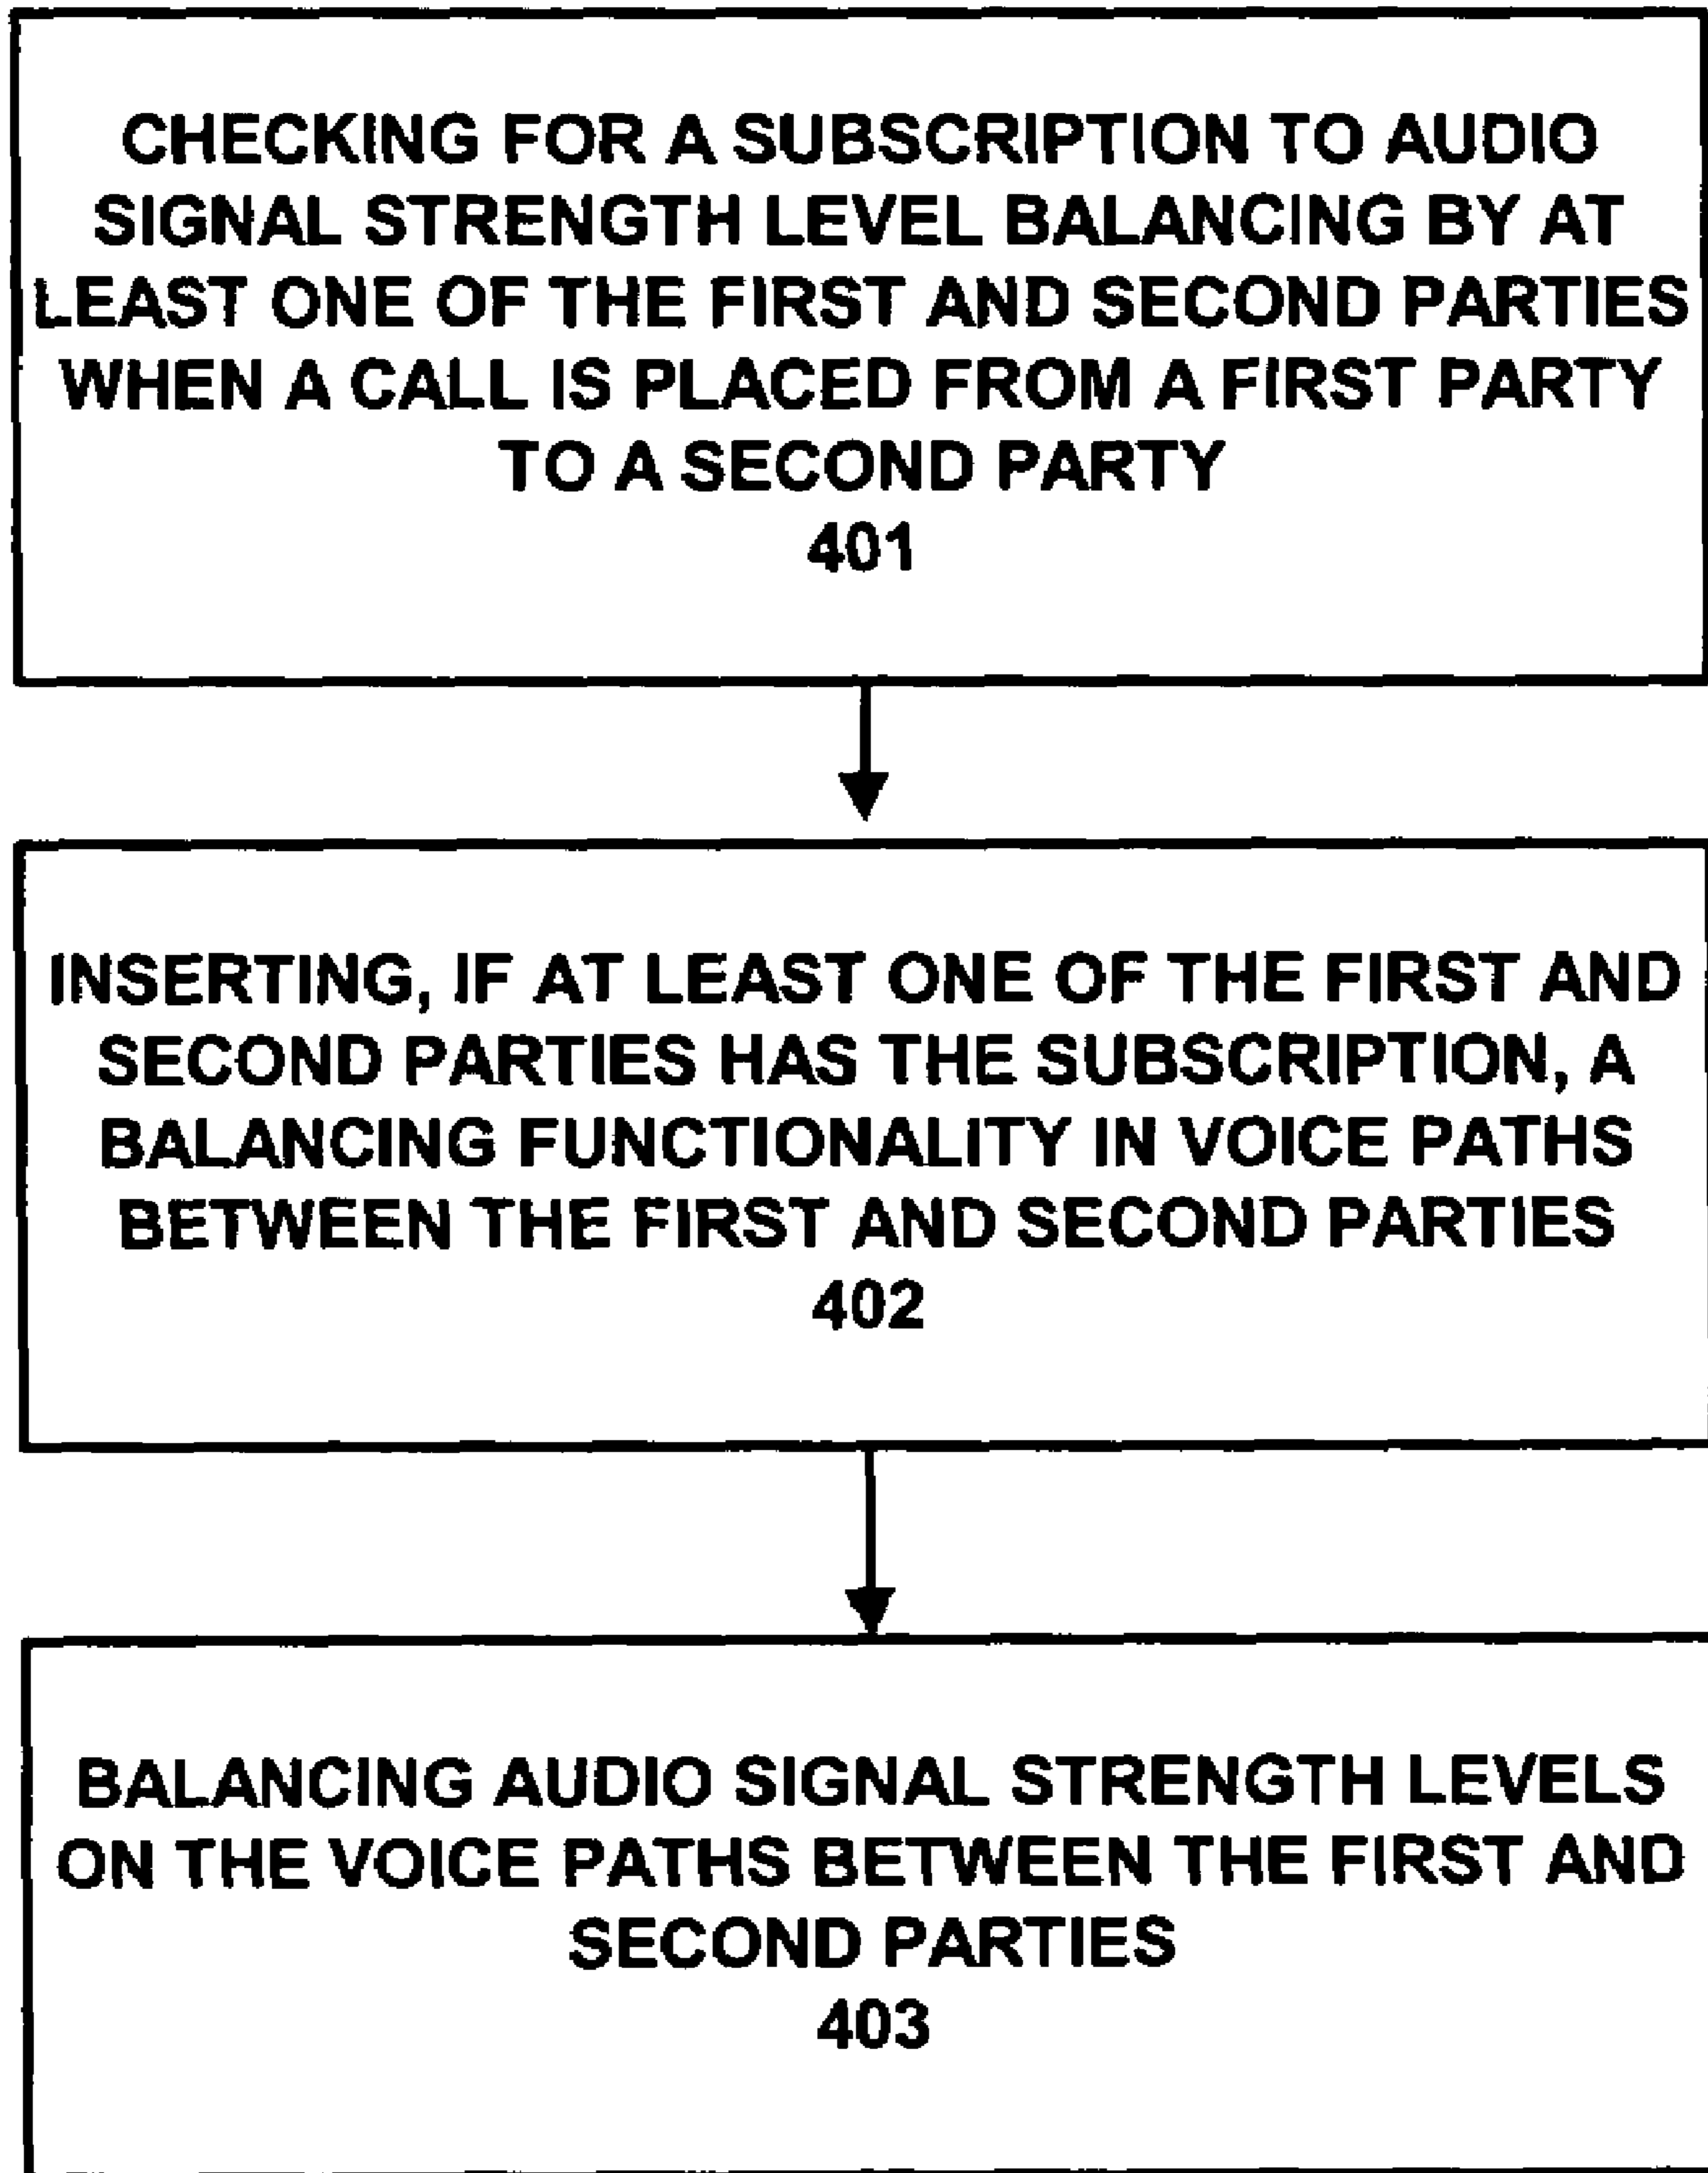 CHECKING FOR A SUBSCRIPTION TO AUDIO
SIGNAL STRENGTH LEVEL BALANCING BY AT
LEAST ONE OF THE FIRST AND SECOND PARTIES
WHEN A CALL IS PLACED FROM A FIRST PARTY
TO A SECOND PARTY
401
INSERTING, IF AT LEAST ONE OF THE FIRST AND
SECOND PARTIES HAS THE SUBSCRIPTION, A
BALANCING FUNCTIONALITY IN VOICE PATHS
BETWEEN THE FIRST AND SECOND PARTIES
402
BALANCING AUDIO SIGNAL STRENGTH LEVELS
ON THE VOICE PATHS BETWEEN THE FIRST AND
SECOND PARTIES
403